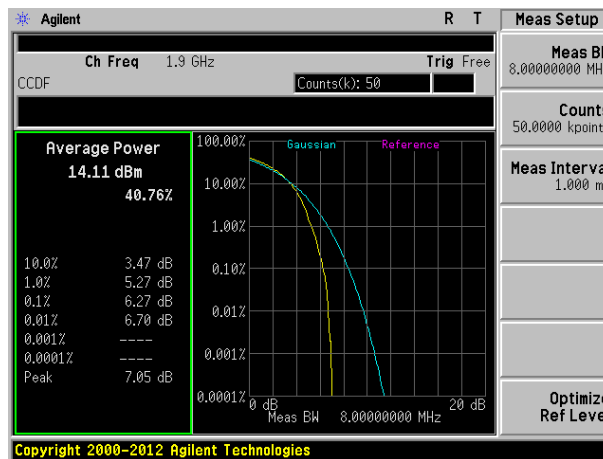 Agilent R T Meas Setup
Ch Freq 1.9 GHz Trig Free
CCDF Counts(k): 50
Meas B
8.00000000 MH
Count
50.0000 kpoint
Meas Interva
1.000 m
Optimize
Ref Leve
Average Power
14.11 dBm
40.76%
10.0% 3.47 dB
1.0% 5.27 dB
0.1% 6.27 dB
0.01% 6.70 dB
0.001% ----
0.0001% ----
Peak 7.05 dB
Gaussian Reference
100.00%
10.00%
1.00%
0.10%
0.01%
0.001%
0.0001%
0 dB 20 dB
Meas BW 8.00000000 MHz
Copyright 2000-2012 Agilent Technologies